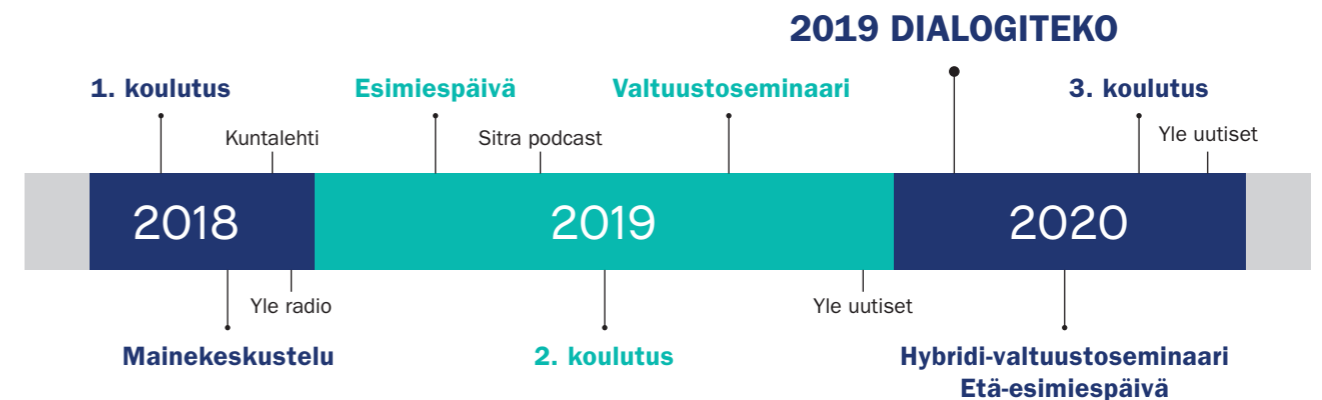 2019 DIALOGITEKO
1. koulutus
Esimiespäivä
Valtuustoseminaari
3. koulutus
Kuntalehti
Sitra podcast
Yle uutiset
2018
2019
2020
Yle radio
Yle uutiset
Mainekeskustelu
2. koulutus
Hybridi-valtuustoseminaari
Etä-esimiespäivä